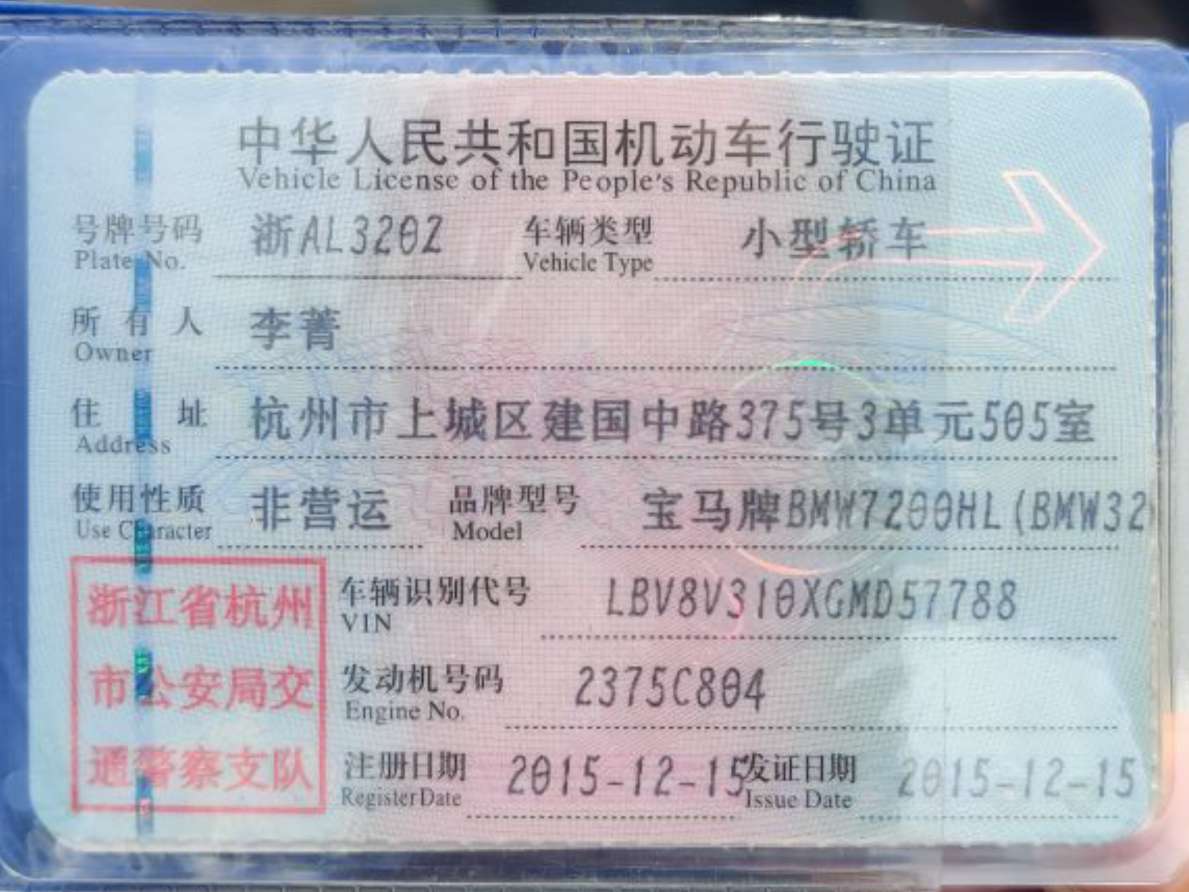 中华人民共和国机动车行驶证
Vehicle License of the People's Republic of China
号牌号码 浙AL3202 车辆类型 小型轿车
Plate No. Vehicle Type
所有人 李菁
Owner
住址 杭州市上城区建国中路375号3单元505室
Address
使用性质 非营运 品牌型号 宝马牌BMW7200HL(BMW32
Use Character Model
浙江省杭州
市公安局交
通警察支队
车辆识别代号 LBV8V310XGMD57788
VIN
发动机号码 2375C804
Engine No.
注册日期 2015-12-15 发证日期 2015-12-15
RegisterDate Issue Date